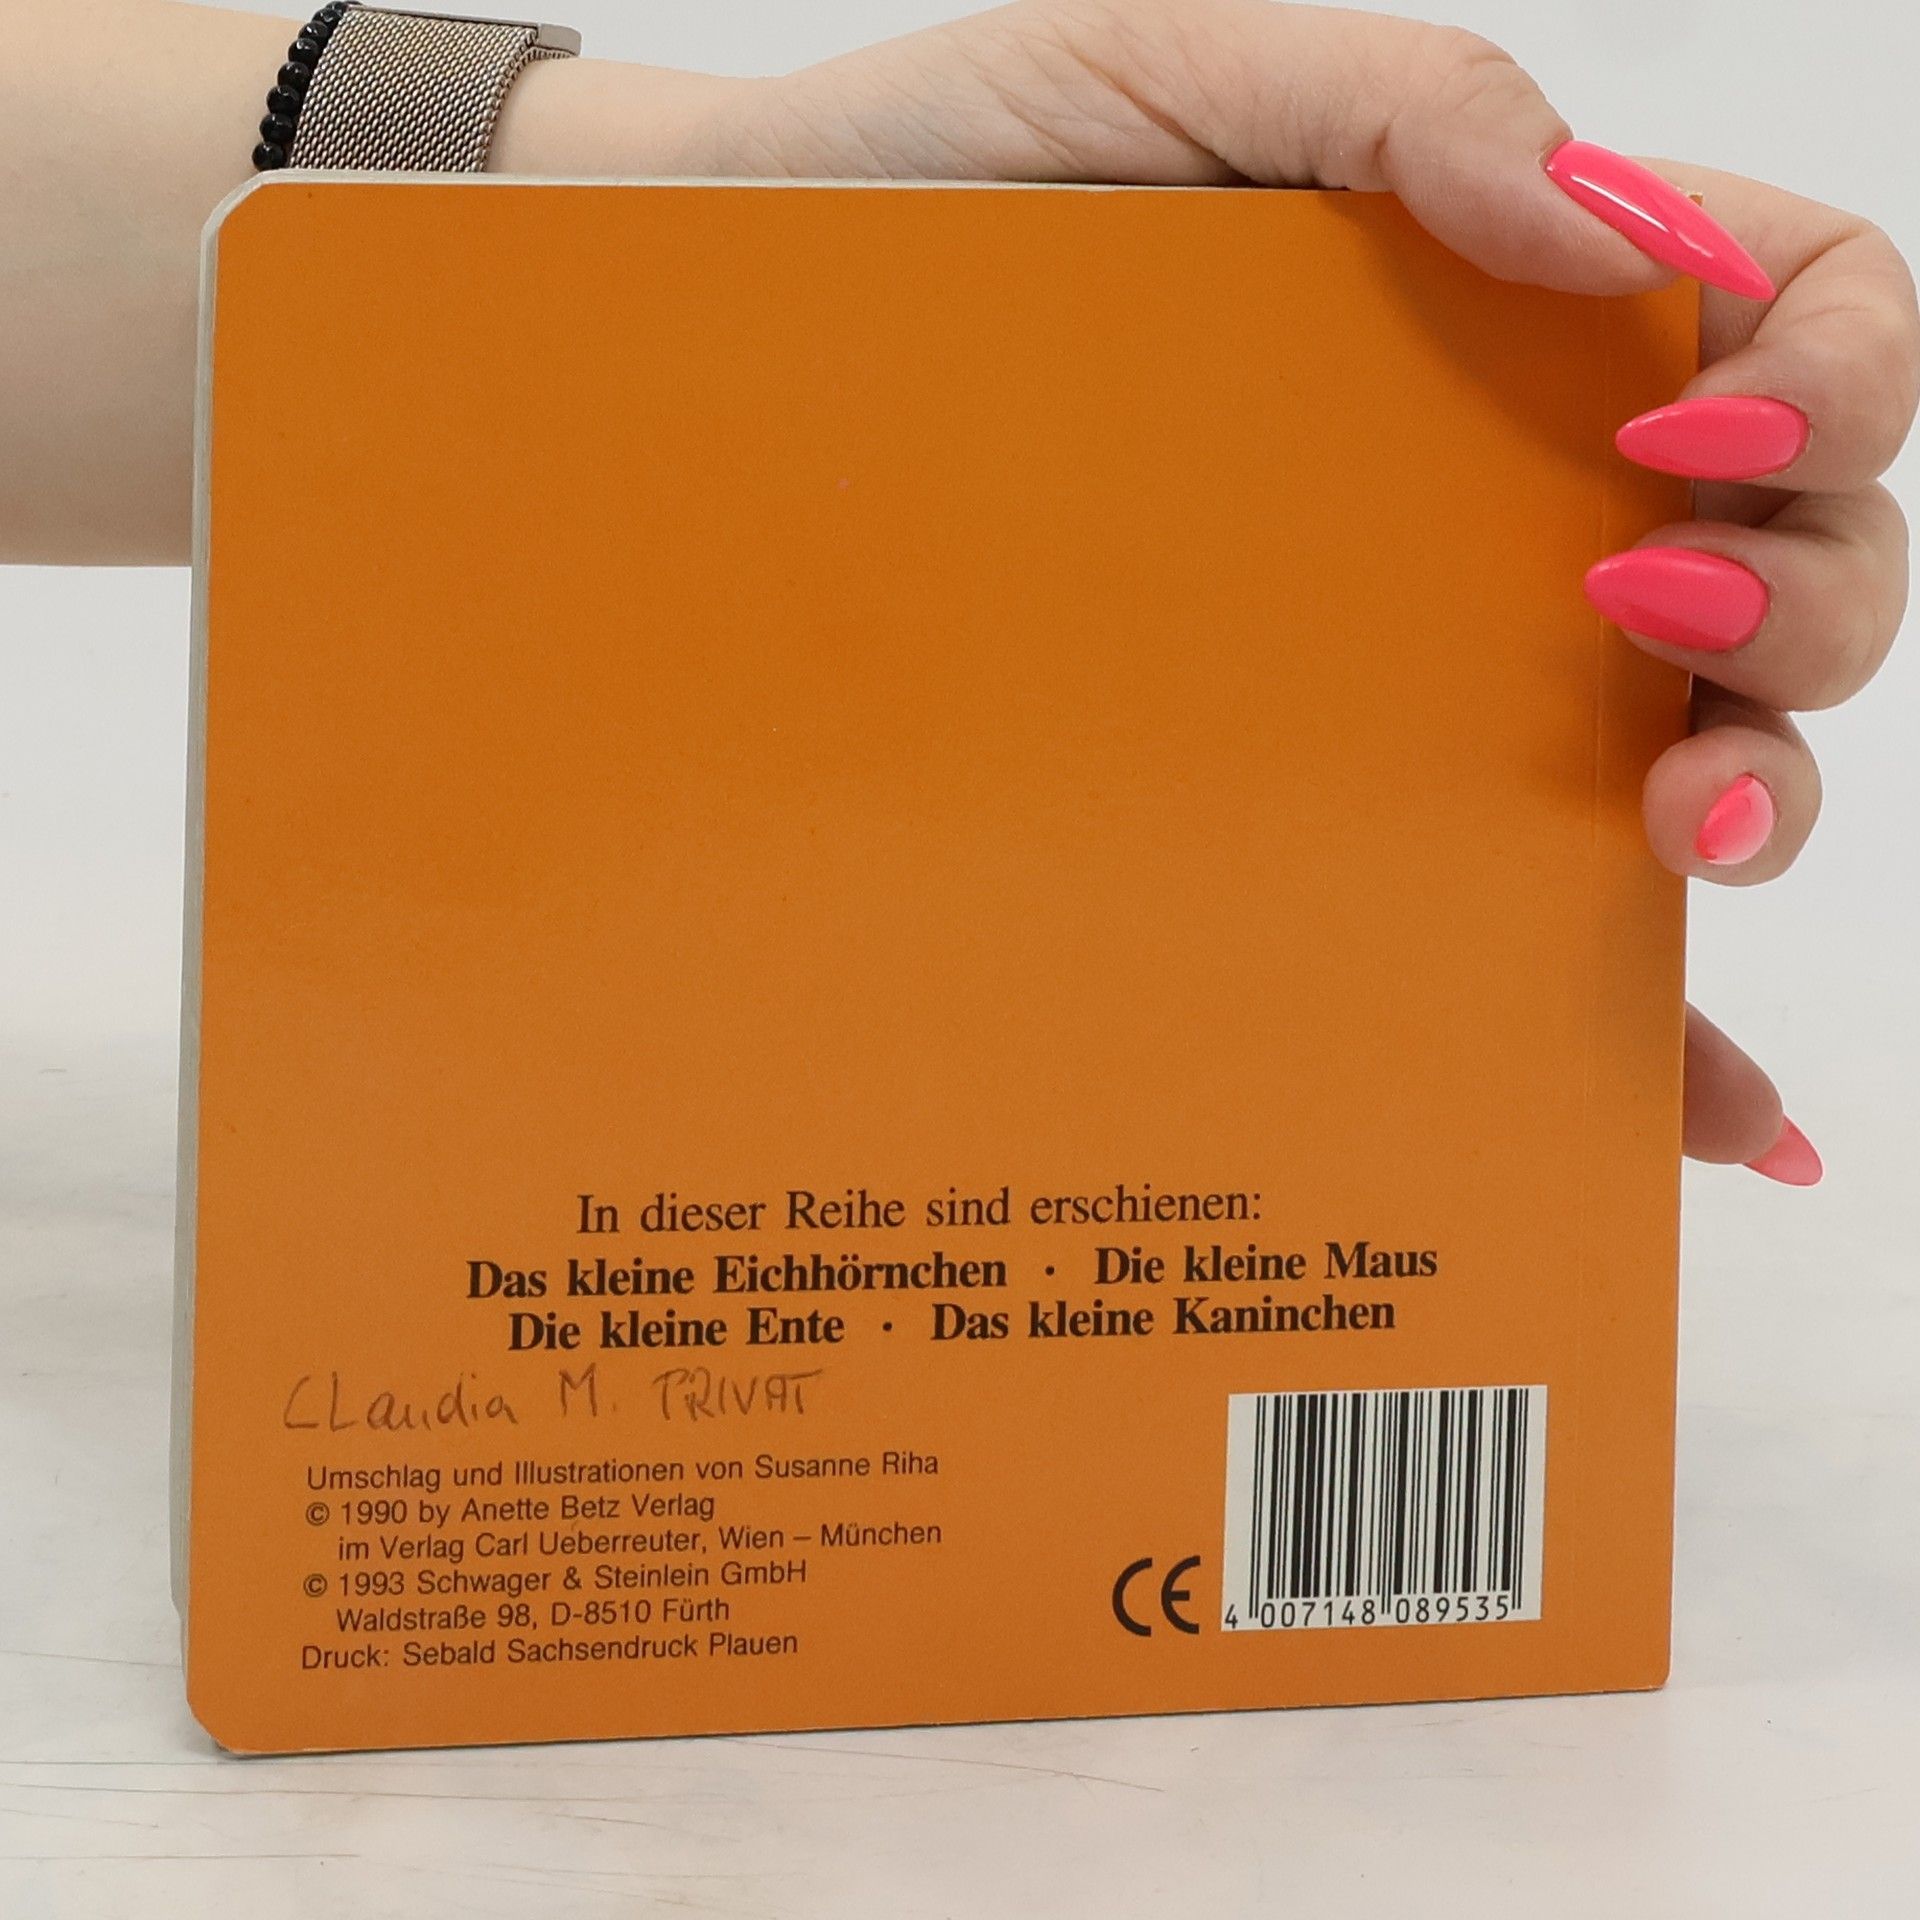 In dieser Reihe sind erschienen:
Das kleine Eichhörnchen · Die kleine Maus
Die kleine Ente · Das kleine Kaninchen
CLaudia M. PRIVAT
Umschlag und Illustrationen von Susanne Riha
© 1990 by Anette Betz Verlag
im Verlag Carl Ueberreuter, Wien – München
© 1993 Schwager & Steinlein GmbH
Waldstraße 98, D-8510 Fürth
Druck: Sebald Sachsendruck Plauen
CE
4 007148 089535